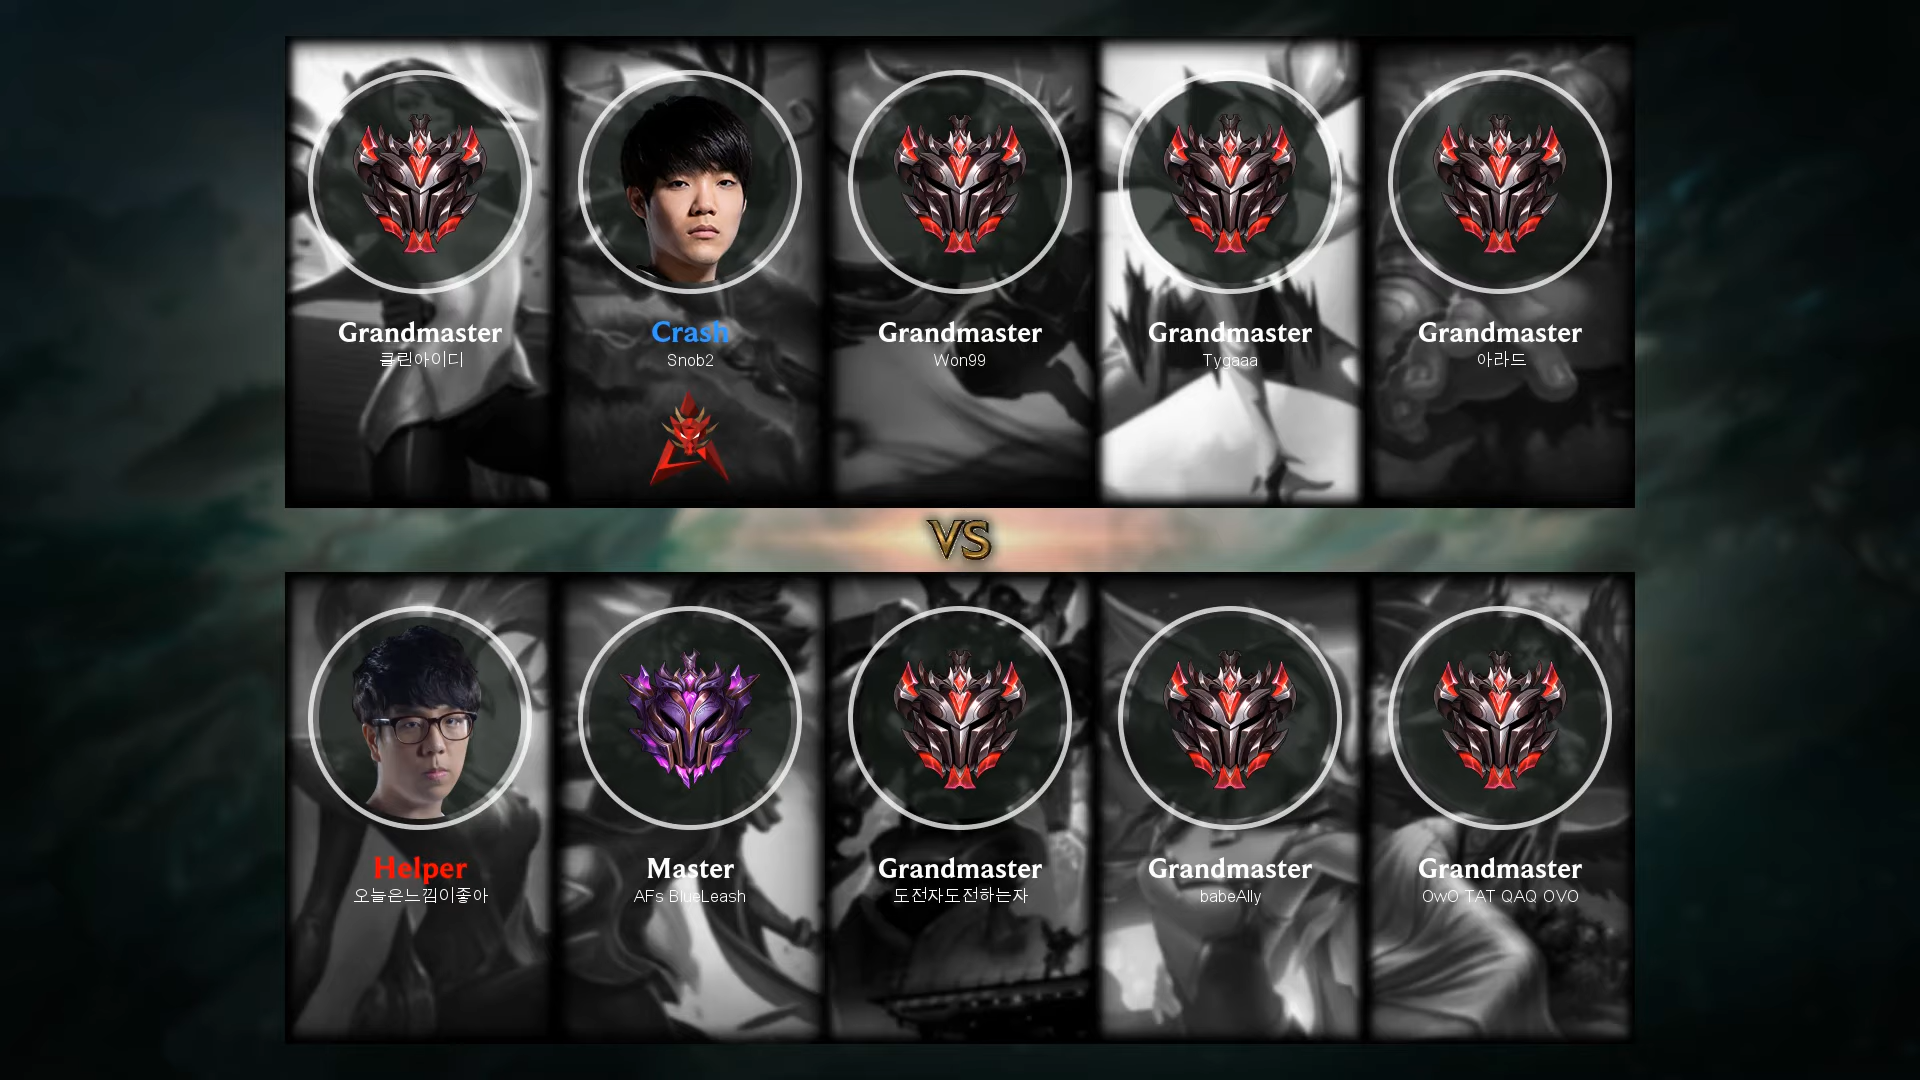 Grandmaster
클린아이디
Crash
Snob2
Grandmaster
Won99
Grandmaster
Tygaaa
Grandmaster
아라드
VS
Helper
오늘은느낌이좋아
Master
AFs BlueLeash
Grandmaster
도전자도전하는자
Grandmaster
babeAlly
Grandmaster
OwO TAT QAQ OVO